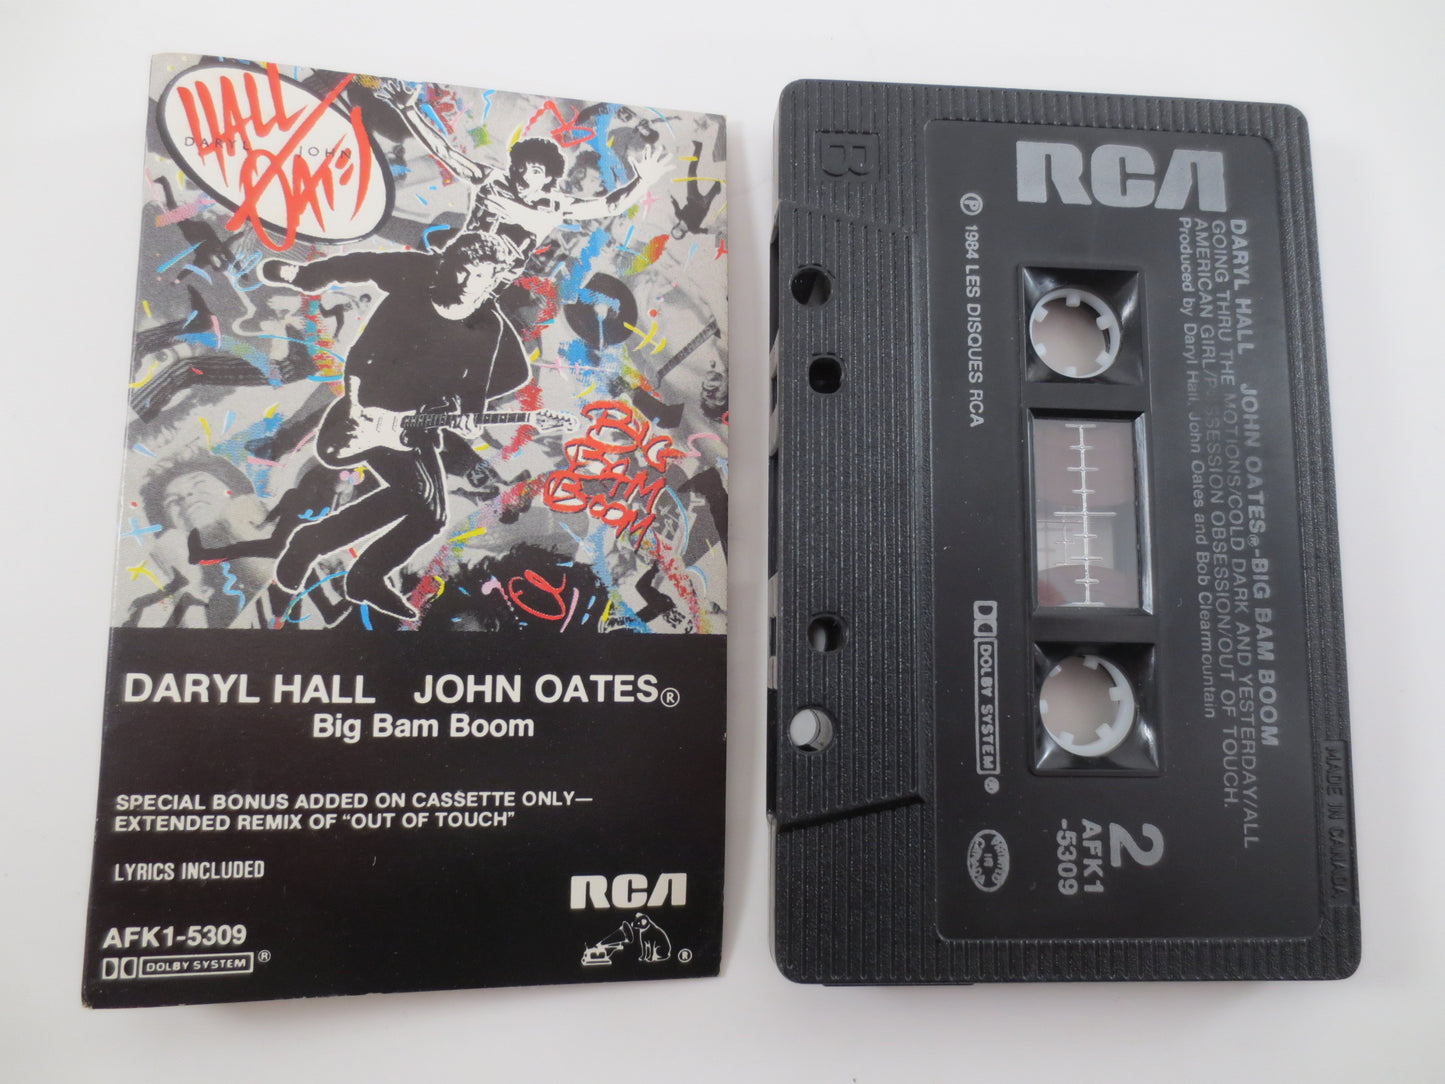 HALL
DARYL JOHN
OATES
BIG
BAM
BOOM
DARYL HALL JOHN OATES®
Big Bam Boom
SPECIAL BONUS ADDED ON CASSETTE ONLY—
EXTENDED REMIX OF "OUT OF TOUCH"
LYRICS INCLUDED
RCA
AFK1-5309
DOLBY SYSTEM ®
®
B
RCA
DARYL HALL JOHN OATES®-BIG BAM BOOM
GOING THRU THE MOTIONS/COLD DARK AND YESTERDAY/ALL
AMERICAN GIRL/P SESSION OBSESSION/OUT OF TOUCH.
Produced by Daryl Hall, John Oates and Bob Clearmountain
℗ 1984 LES DISQUES RCA
DOLBY SYSTEM ®
2
AFK1
-5309
MADE IN CANADA